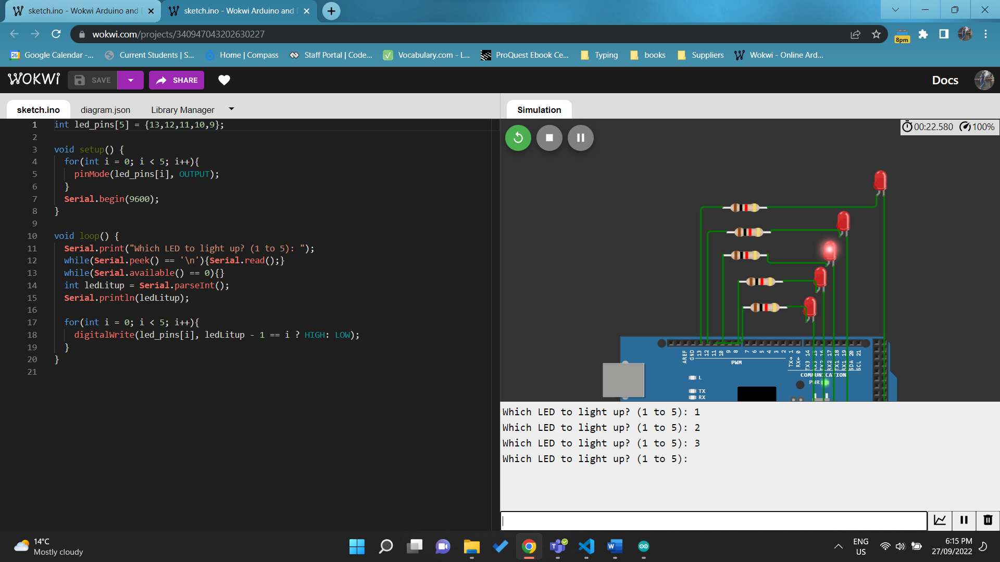 sketch.ino - Wokwi Arduino and
sketch.ino - Wokwi Arduino and
wokwi.com/projects/340947043202630227
8pm
26 Google Calendar -...
Current Students | S...
Home | Compass
Staff Portal | Code...
Vocabulary.com - L...
ProQuest Ebook Ce...
Typing
books
Suppliers
Wokwi - Online Ard...
WOKWI
SAVE
SHARE
Docs
sketch.ino
diagram.json
Library Manager
Simulation
1 int led_pins[5] = {13,12,11,10,9};
2
3 void setup() {
4 for(int i = 0; i < 5; i++){
5 pinMode(led_pins[i], OUTPUT);
6 }
7 Serial.begin(9600);
8 }
9
10 void loop() {
11 Serial.print("Which LED to light up? (1 to 5): ");
12 while(Serial.peek() == '\n'){Serial.read();}
13 while(Serial.available() == 0){}
14 int ledLitup = Serial.parseInt();
15 Serial.println(ledLitup);
16
17 for(int i = 0; i < 5; i++){
18 digitalWrite(led_pins[i], ledLitup - 1 == i ? HIGH: LOW);
19 }
20 }
21
00:22.580
100%
AREF GND 13 12 11 10 9 8 7 6 5 4 3 2 TX→ 1 RX← 0 TX3 14 RX3 15 TX2 16 RX2 17 TX1 18 RX1 19 SDA 20 SCL 21
PWM
COMMUNICATION
PWR
L
TX
RX
Which LED to light up? (1 to 5): 1
Which LED to light up? (1 to 5): 2
Which LED to light up? (1 to 5): 3
Which LED to light up? (1 to 5):
14°C
Mostly cloudy
ENG
US
6:15 PM
27/09/2022